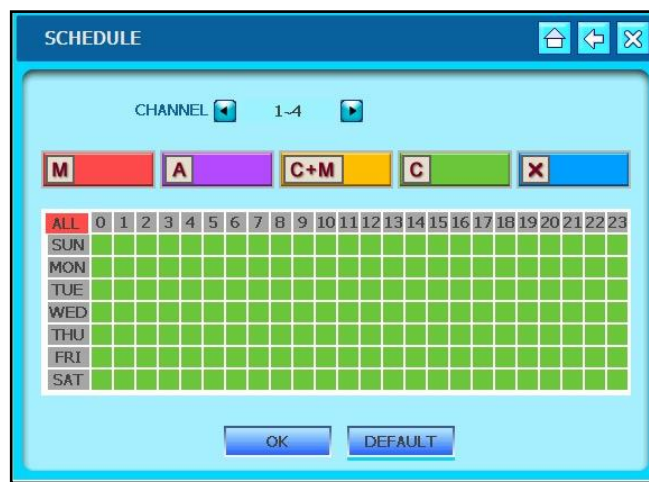 SCHEDULE
CHANNEL 1~4
M A C+M C X
ALL 0 1 2 3 4 5 6 7 8 9 10 11 12 13 14 15 16 17 18 19 20 21 22 23
SUN
MON
TUE
WED
THU
FRI
SAT
OK DEFAULT